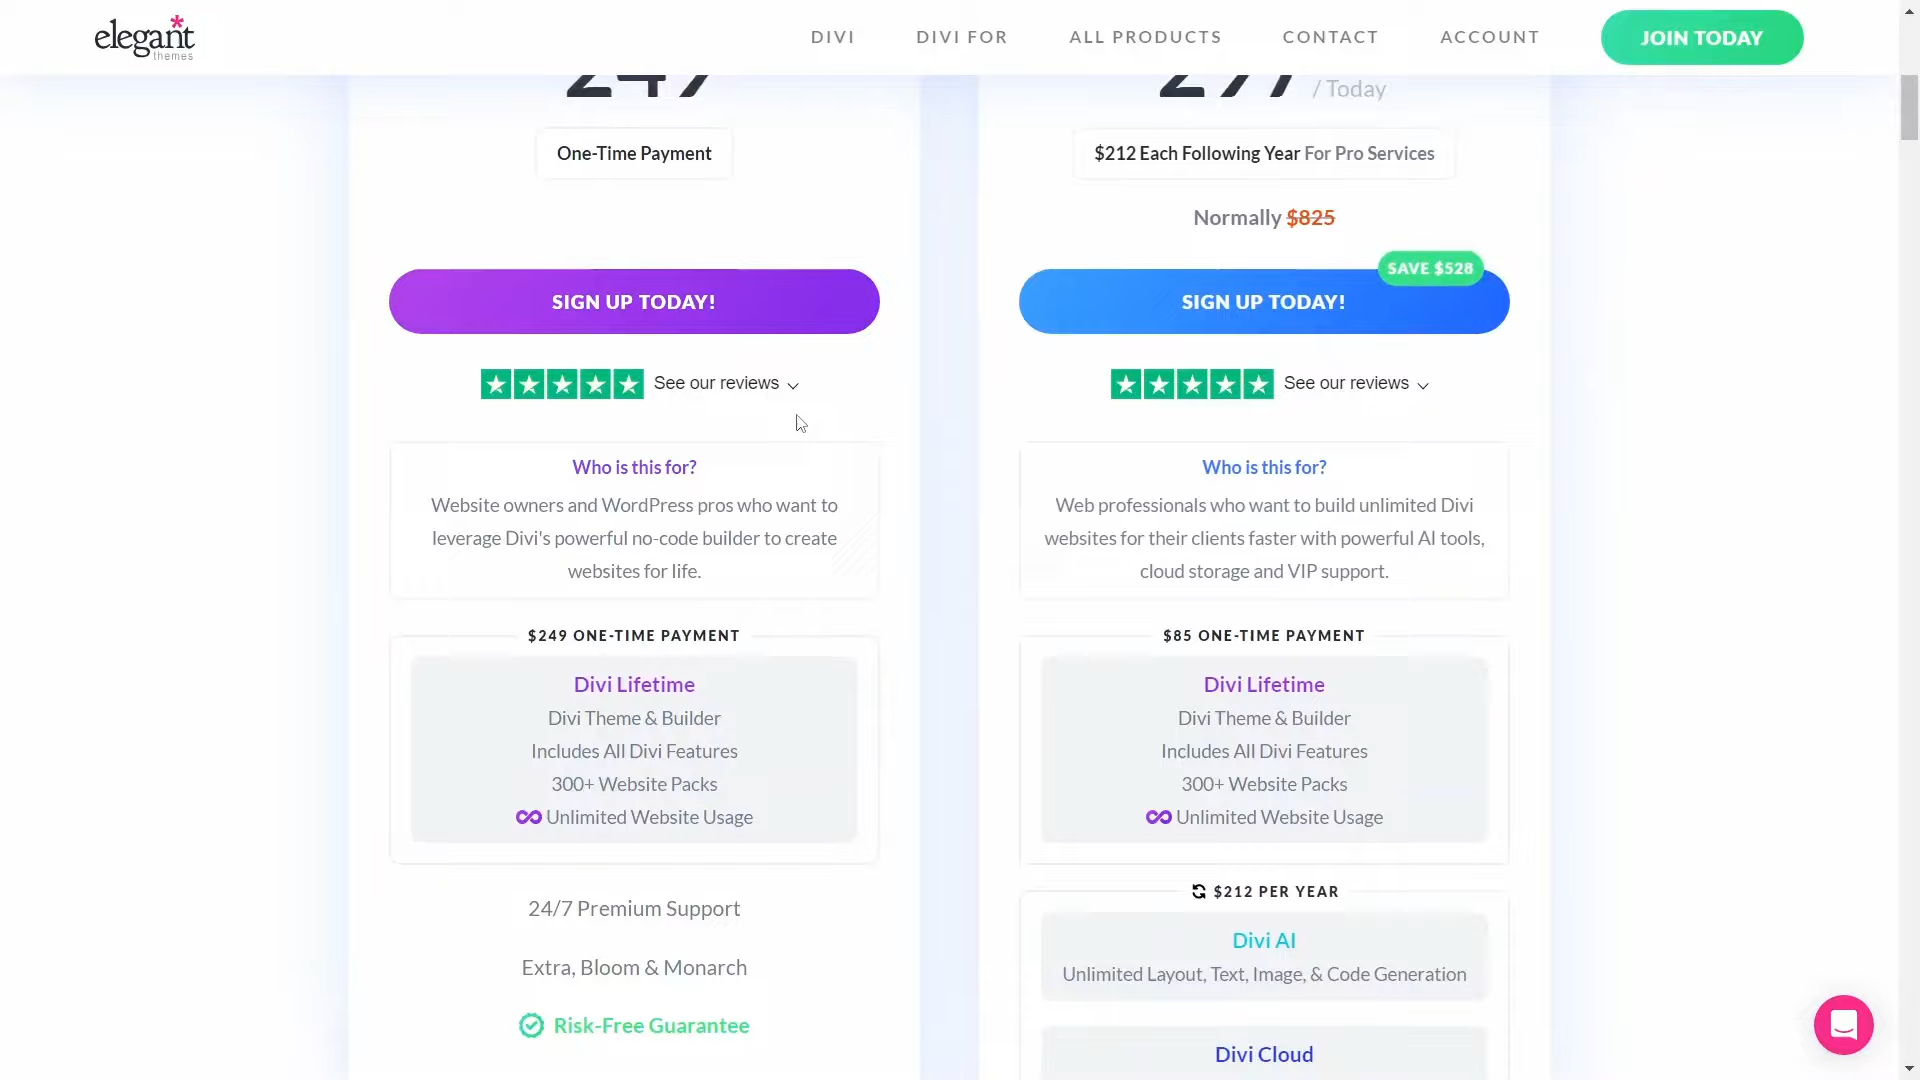 elegant
themes
DIVI
DIVI FOR
ALL PRODUCTS
CONTACT
ACCOUNT
JOIN TODAY
249
One-Time Payment
SIGN UP TODAY!
See our reviews
Who is this for?
Website owners and WordPress pros who want to
leverage Divi's powerful no-code builder to create
websites for life.
$249 ONE-TIME PAYMENT
Divi Lifetime
Divi Theme & Builder
Includes All Divi Features
300+ Website Packs
Unlimited Website Usage
24/7 Premium Support
Extra, Bloom & Monarch
Risk-Free Guarantee
297 / Today
$212 Each Following Year For Pro Services
Normally $825
SAVE $528
SIGN UP TODAY!
See our reviews
Who is this for?
Web professionals who want to build unlimited Divi
websites for their clients faster with powerful AI tools,
cloud storage and VIP support.
$85 ONE-TIME PAYMENT
Divi Lifetime
Divi Theme & Builder
Includes All Divi Features
300+ Website Packs
Unlimited Website Usage
$212 PER YEAR
Divi AI
Unlimited Layout, Text, Image, & Code Generation
Divi Cloud